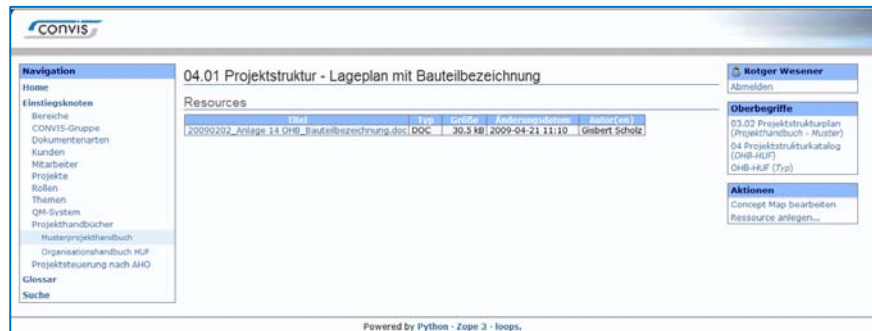 convis
Navigation
Home
Einstiegsknoten
Bereiche
CONVIS-Gruppe
Dokumentenarten
Kunden
Mitarbeiter
Projekte
Rollen
Themen
QM-System
Projekthandbücher
Musterprojekthandbuch
Organisationshandbuch HUF
Projektsteuerung nach AHO
Glossar
Suche
04.01 Projektstruktur - Lageplan mit Bauteilbezeichnung
Resources
Titel Typ Größe Änderungsdatum Autor(en)
20090202_Anlage 14 OHB_Bauteilbezeichnung.doc DOC 30.5 kB 2009-04-21 11:10 Gisbert Scholz
Rotger Wesener
Abmelden
Oberbegriffe
03.02 Projektstrukturplan
(Projekthandbuch - Muster)
04 Projektstrukturkatalog
(OHB-HUF)
OHB-HUF (Typ)
Aktionen
Concept Map bearbeiten
Ressource anlegen...
Powered by Python - Zope 3 - loops.